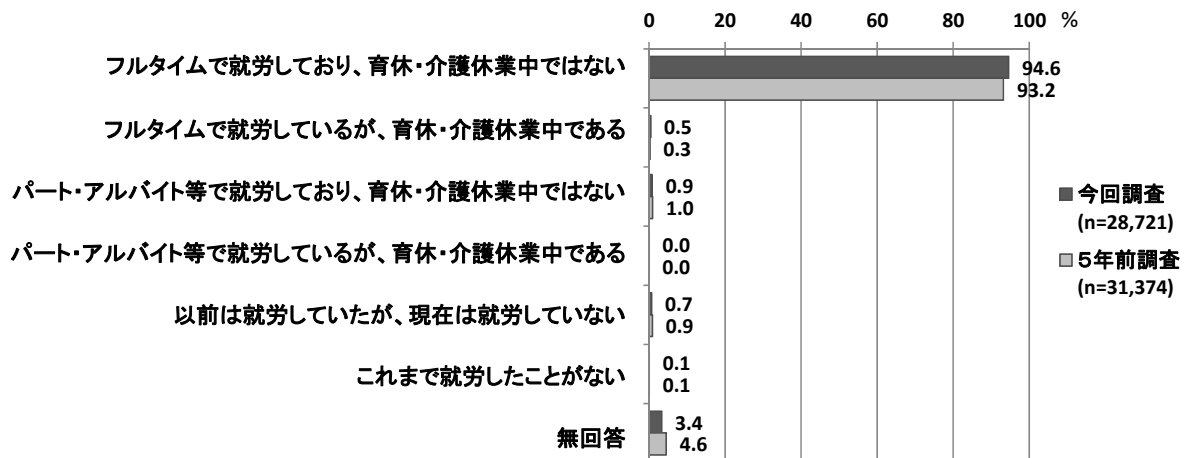 0 20 40 60 80 100 %
フルタイムで就労しており、育休・介護休業中ではない
94.6
93.2
フルタイムで就労しているが、育休・介護休業中である
0.5
0.3
パート・アルバイト等で就労しており、育休・介護休業中ではない
0.9
1.0
パート・アルバイト等で就労しているが、育休・介護休業中である
0.0
0.0
以前は就労していたが、現在は就労していない
0.7
0.9
これまで就労したことがない
0.1
0.1
無回答
3.4
4.6
今回調査
(n=28,721)
５年前調査
(n=31,374)